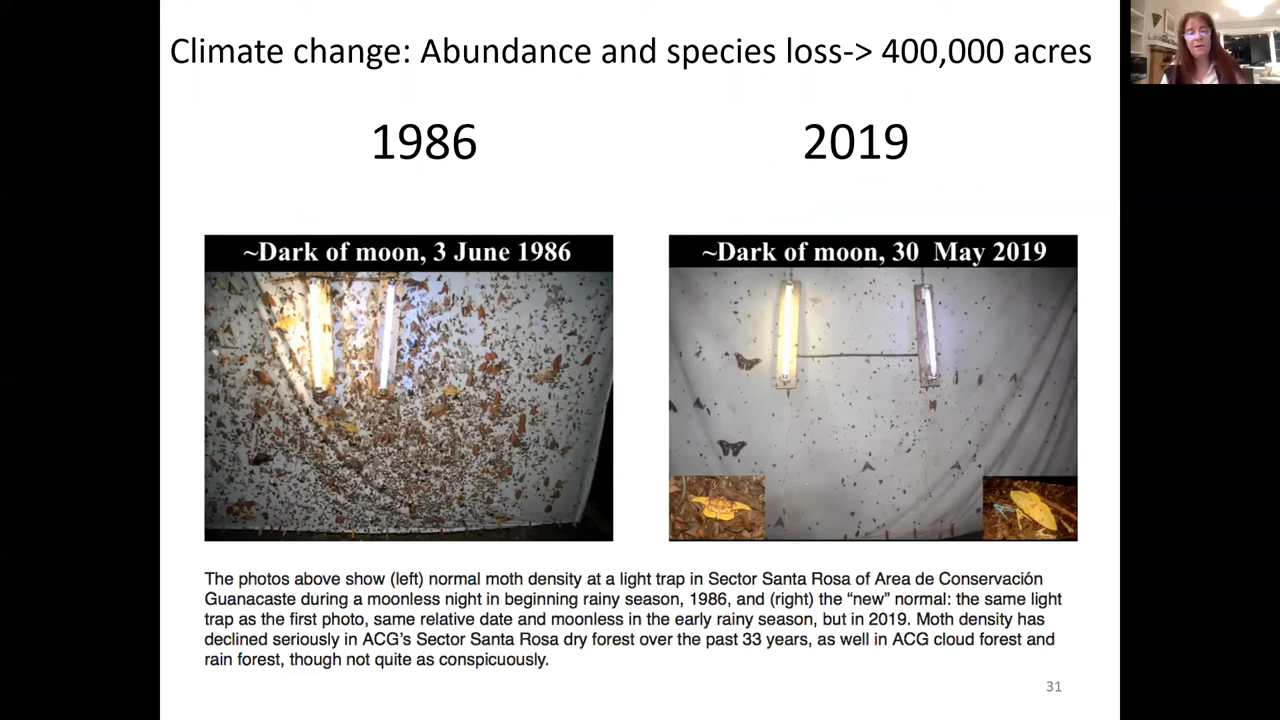 Climate change: Abundance and species loss-> 400,000 acres
1986
2019
~Dark of moon, 3 June 1986
~Dark of moon, 30 May 2019
The photos above show (left) normal moth density at a light trap in Sector Santa Rosa of Area de Conservación
Guanacaste during a moonless night in beginning rainy season, 1986, and (right) the “new” normal: the same light
trap as the first photo, same relative date and moonless in the early rainy season, but in 2019. Moth density has
declined seriously in ACG’s Sector Santa Rosa dry forest over the past 33 years, as well in ACG cloud forest and
rain forest, though not quite as conspicuously.
31